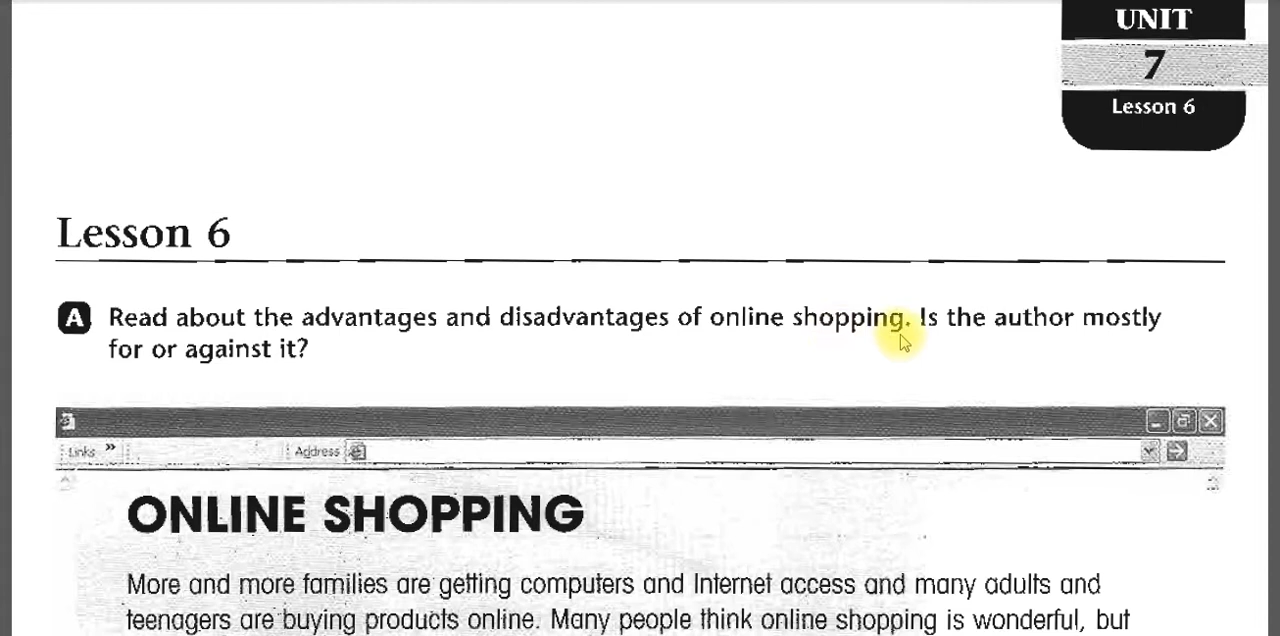 UNIT
7
Lesson 6
Lesson 6
A Read about the advantages and disadvantages of online shopping. Is the author mostly
for or against it?
Links » Address
ONLINE SHOPPING
More and more families are getting computers and Internet access and many adults and
teenagers are buying products online. Many people think online shopping is wonderful, but